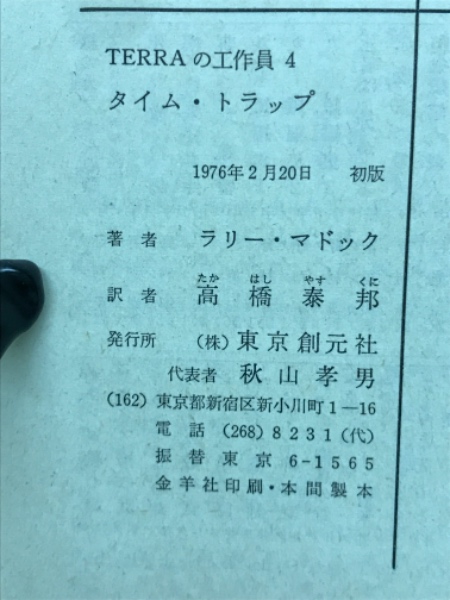 TERRAの工作員 4
タイム・トラップ
1976年2月20日 初版
著者 ラリー・マドック
たか はし やす くに
訳者 高橋泰邦
発行所 (株)東京創元社
代表者 秋山孝男
(162) 東京都新宿区新小川町1—16
電話 (268)8231(代)
振替東京 6-1565
金羊社印刷・本間製本